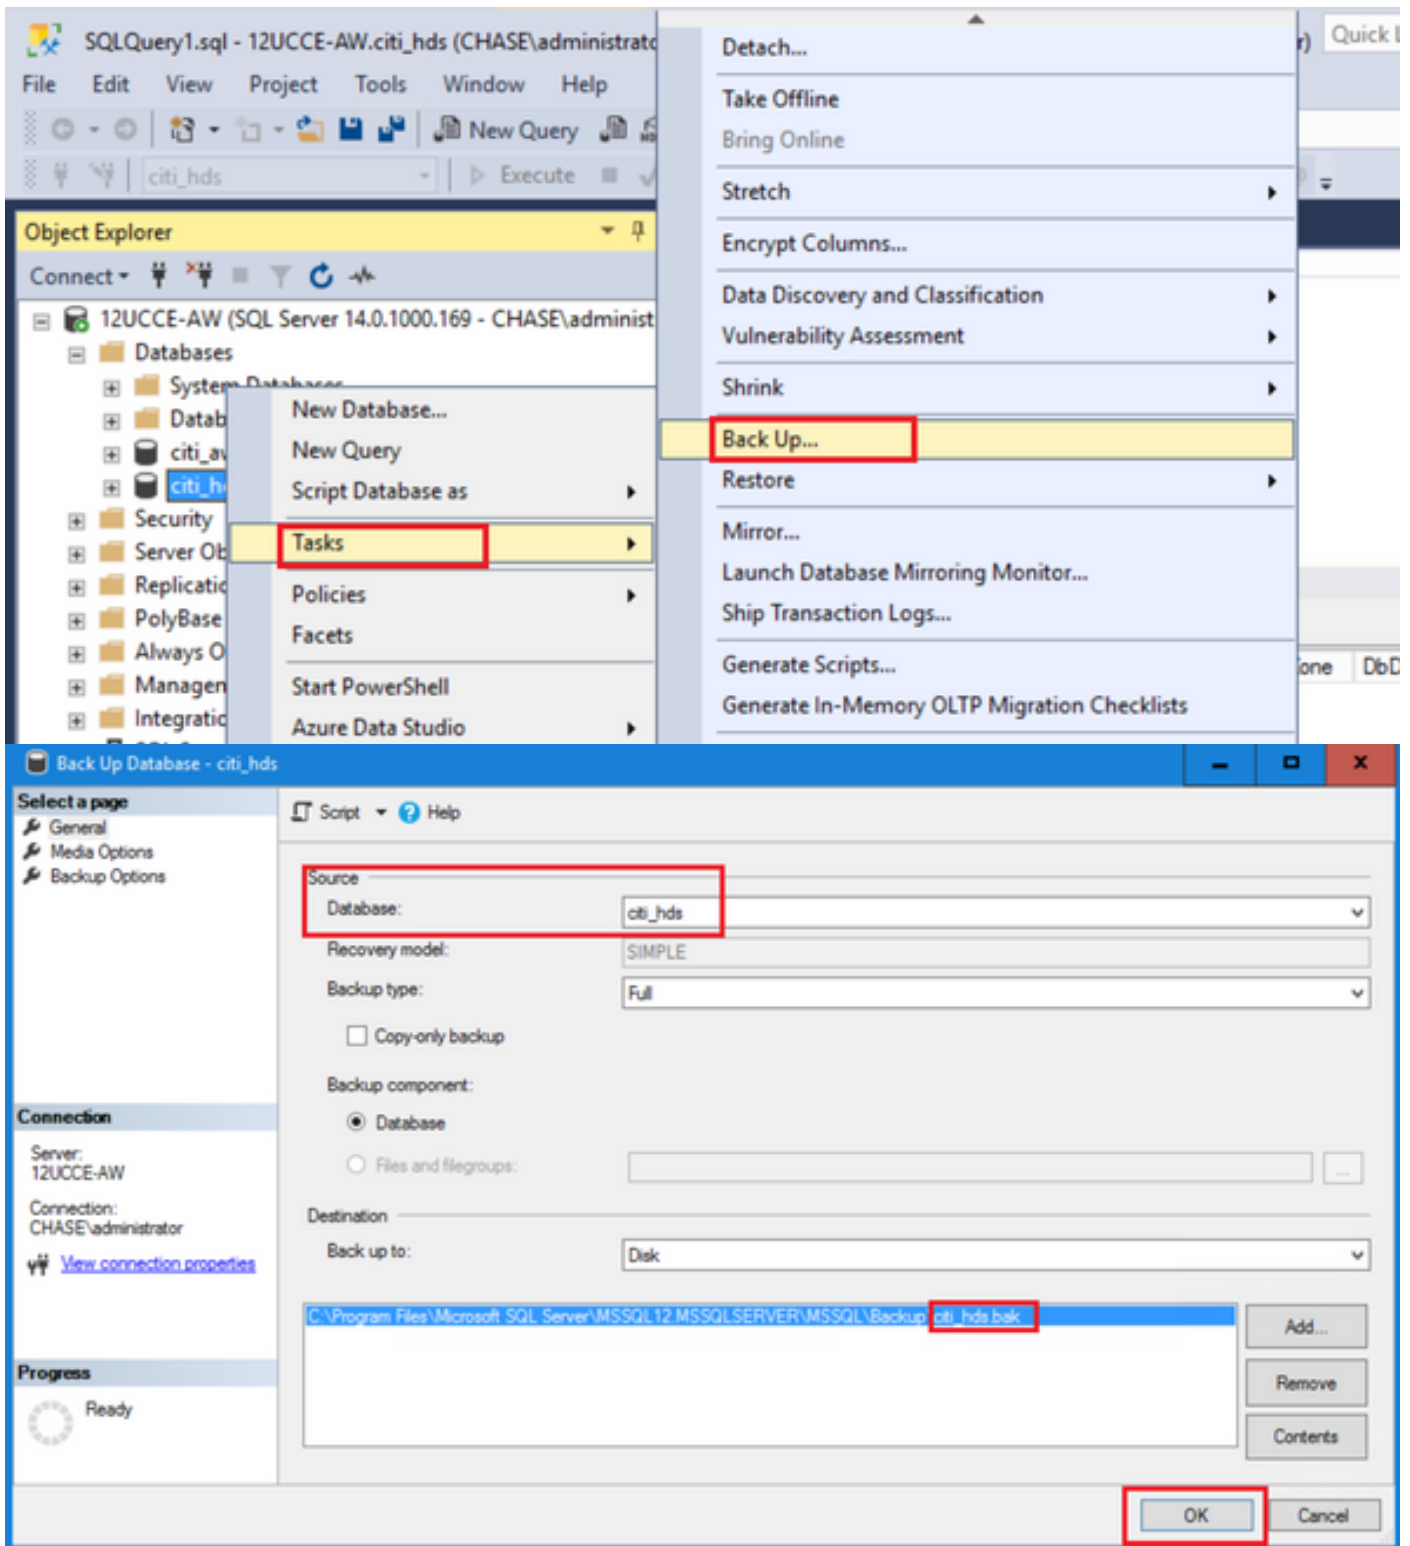 SQLQuery1.sql - 12UCCE-AW.citi_hds (CHASE\administrato
r)
Quick L
File Edit View Project Tools Window Help
New Query
citi_hds
Execute
Object Explorer
Connect
12UCCE-AW (SQL Server 14.0.1000.169 - CHASE\administ
Databases
System Databases
Datab
citi_av
citi_h
Security
Server Ob
Replicatio
PolyBase
Always O
Managen
Integratio
New Database...
New Query
Script Database as
Tasks
Policies
Facets
Start PowerShell
Azure Data Studio
Detach...
Take Offline
Bring Online
Stretch
Encrypt Columns...
Data Discovery and Classification
Vulnerability Assessment
Shrink
Back Up...
Restore
Mirror...
Launch Database Mirroring Monitor...
Ship Transaction Logs...
Generate Scripts...
Generate In-Memory OLTP Migration Checklists
one DbD
Back Up Database - citi_hds
Select a page
General
Media Options
Backup Options
Script Help
Source
Database: citi_hds
Recovery model: SIMPLE
Backup type: Full
Copy-only backup
Backup component:
Database
Files and filegroups:
...
Connection
Server:
12UCCE-AW
Connection:
CHASE\administrator
View connection properties
Destination
Back up to: Disk
C:\Program Files\Microsoft SQL Server\MSSQL12.MSSQLSERVER\MSSQL\Backup\citi_hds.bak
Add...
Remove
Contents
Progress
Ready
OK
Cancel